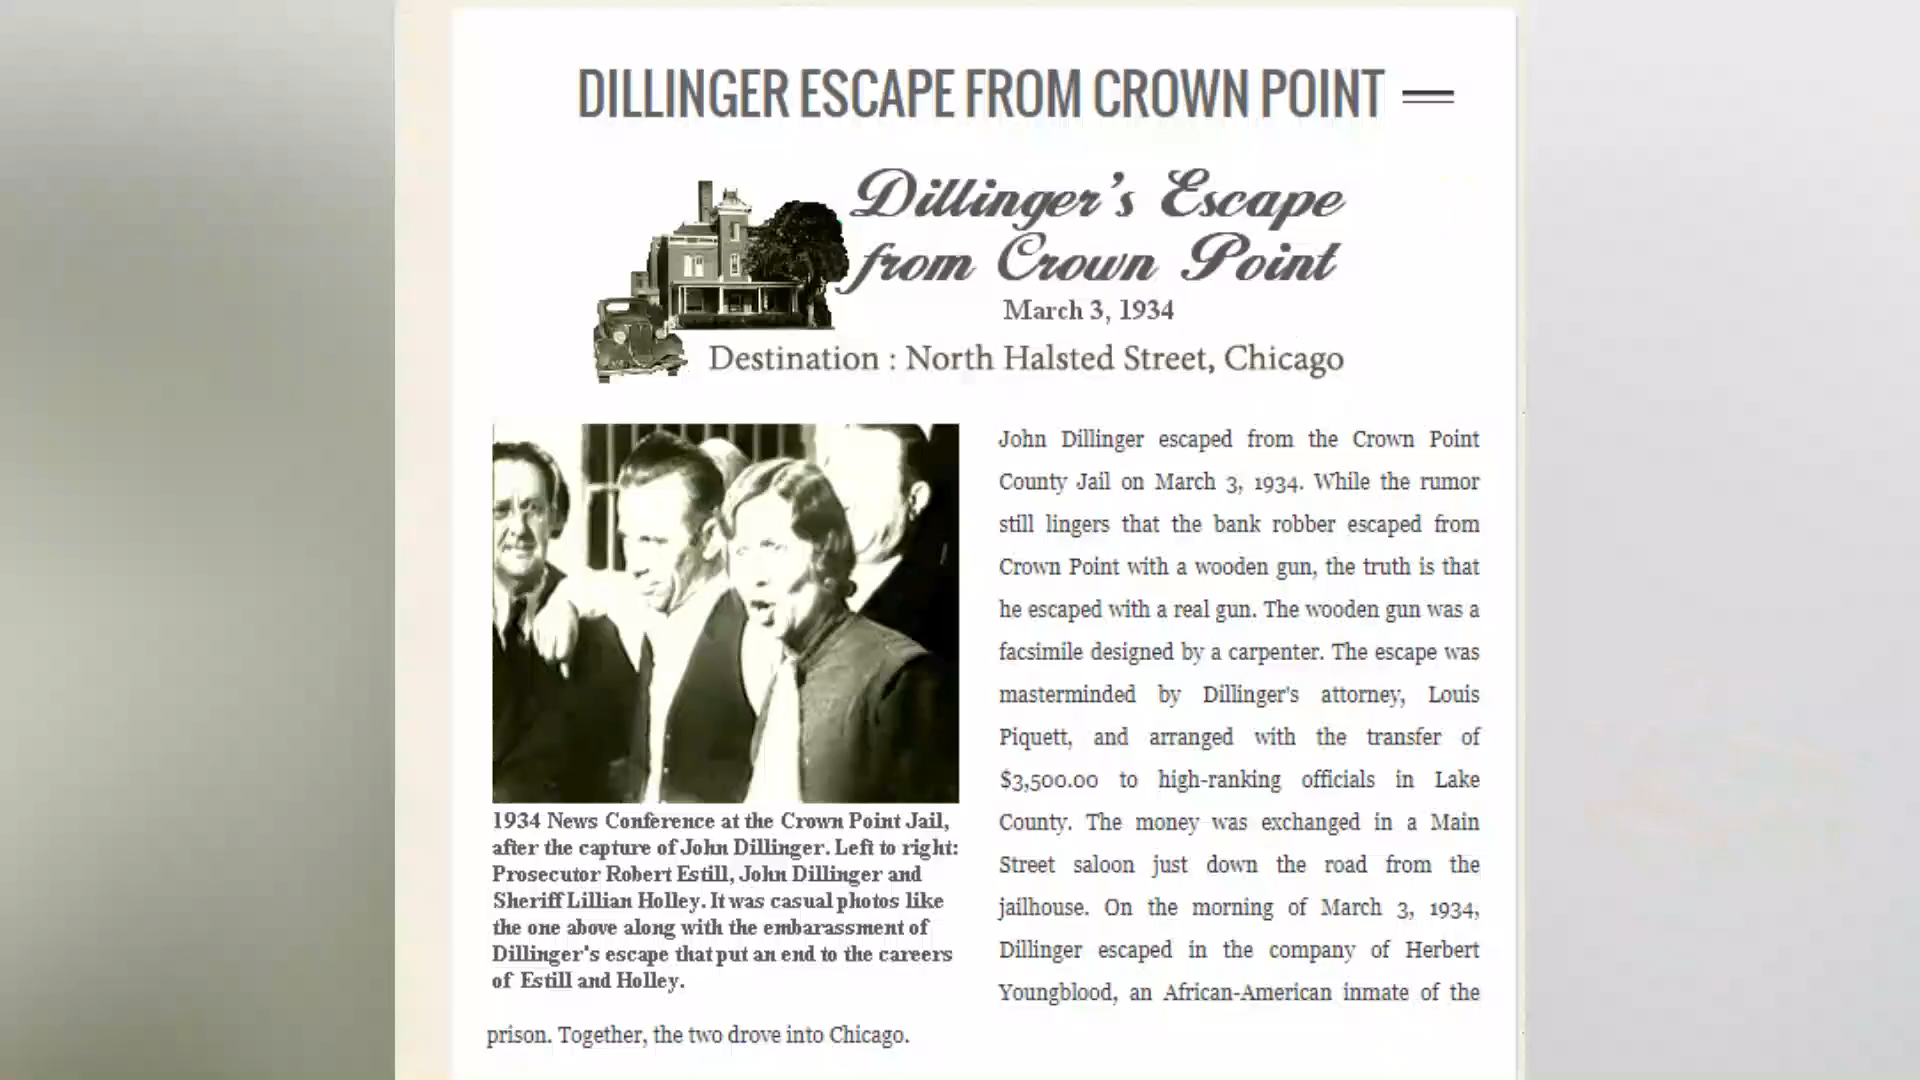 DILLINGER ESCAPE FROM CROWN POINT
Dillinger's Escape
from Crown Point
March 3, 1934
Destination : North Halsted Street, Chicago
1934 News Conference at the Crown Point Jail,
after the capture of John Dillinger. Left to right:
Prosecutor Robert Estill, John Dillinger and
Sheriff Lillian Holley. It was casual photos like
the one above along with the embarassment of
Dillinger's escape that put an end to the careers
of Estill and Holley.
John Dillinger escaped from the Crown Point
County Jail on March 3, 1934. While the rumor
still lingers that the bank robber escaped from
Crown Point with a wooden gun, the truth is that
he escaped with a real gun. The wooden gun was a
facsimile designed by a carpenter. The escape was
masterminded by Dillinger's attorney, Louis
Piquett, and arranged with the transfer of
$3,500.00 to high-ranking officials in Lake
County. The money was exchanged in a Main
Street saloon just down the road from the
jailhouse. On the morning of March 3, 1934,
Dillinger escaped in the company of Herbert
Youngblood, an African-American inmate of the
prison. Together, the two drove into Chicago.